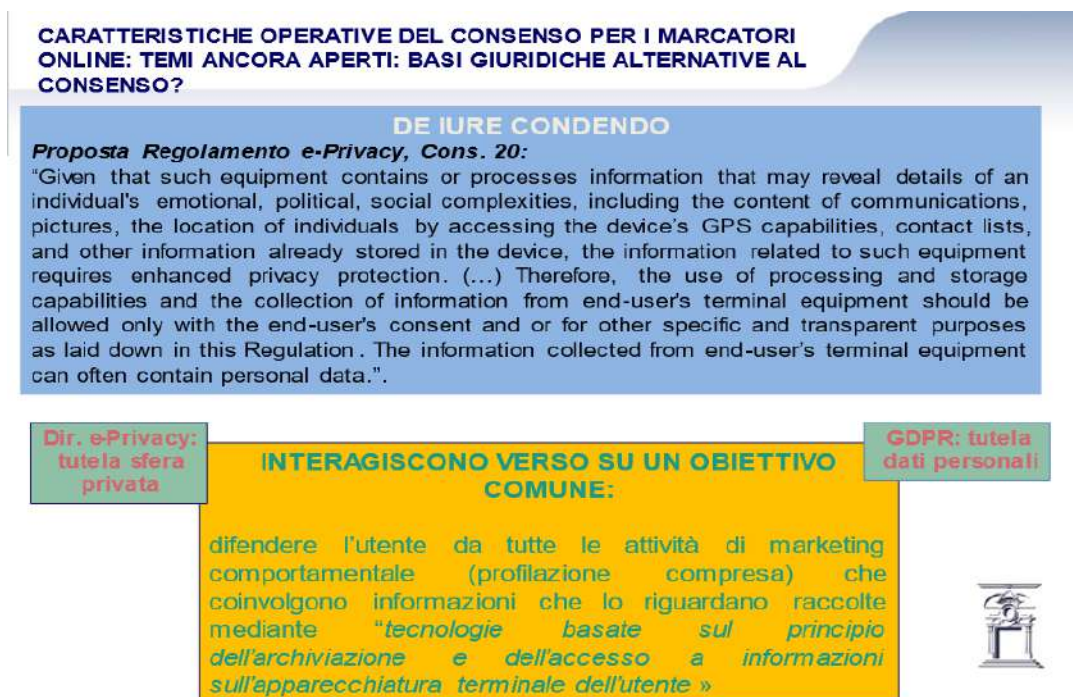 CARATTERISTICHE OPERATIVE DEL CONSENSO PER I MARCATORI
ONLINE: TEMI ANCORA APERTI: BASI GIURIDICHE ALTERNATIVE AL
CONSENSO?
DE IURE CONDENDO
Proposta Regolamento e-Privacy, Cons. 20:
“Given that such equipment contains or processes information that may reveal details of an
individual's emotional, political, social complexities, including the content of communications,
pictures, the location of individuals by accessing the device’s GPS capabilities, contact lists,
and other information already stored in the device, the information related to such equipment
requires enhanced privacy protection. (...) Therefore, the use of processing and storage
capabilities and the collection of information from end-user's terminal equipment should be
allowed only with the end-user's consent and or for other specific and transparent purposes
as laid down in this Regulation. The information collected from end-user’s terminal equipment
can often contain personal data.”.
Dir. e-Privacy:
tutela sfera
privata
GDPR: tutela
dati personali
INTERAGISCONO VERSO SU UN OBIETTIVO
COMUNE:
difendere l’utente da tutte le attività di marketing
comportamentale (profilazione compresa) che
coinvolgono informazioni che lo riguardano raccolte
mediante “tecnologie basate sul principio
dell'archiviazione e dell'accesso a informazioni
sull'apparecchiatura terminale dell'utente »